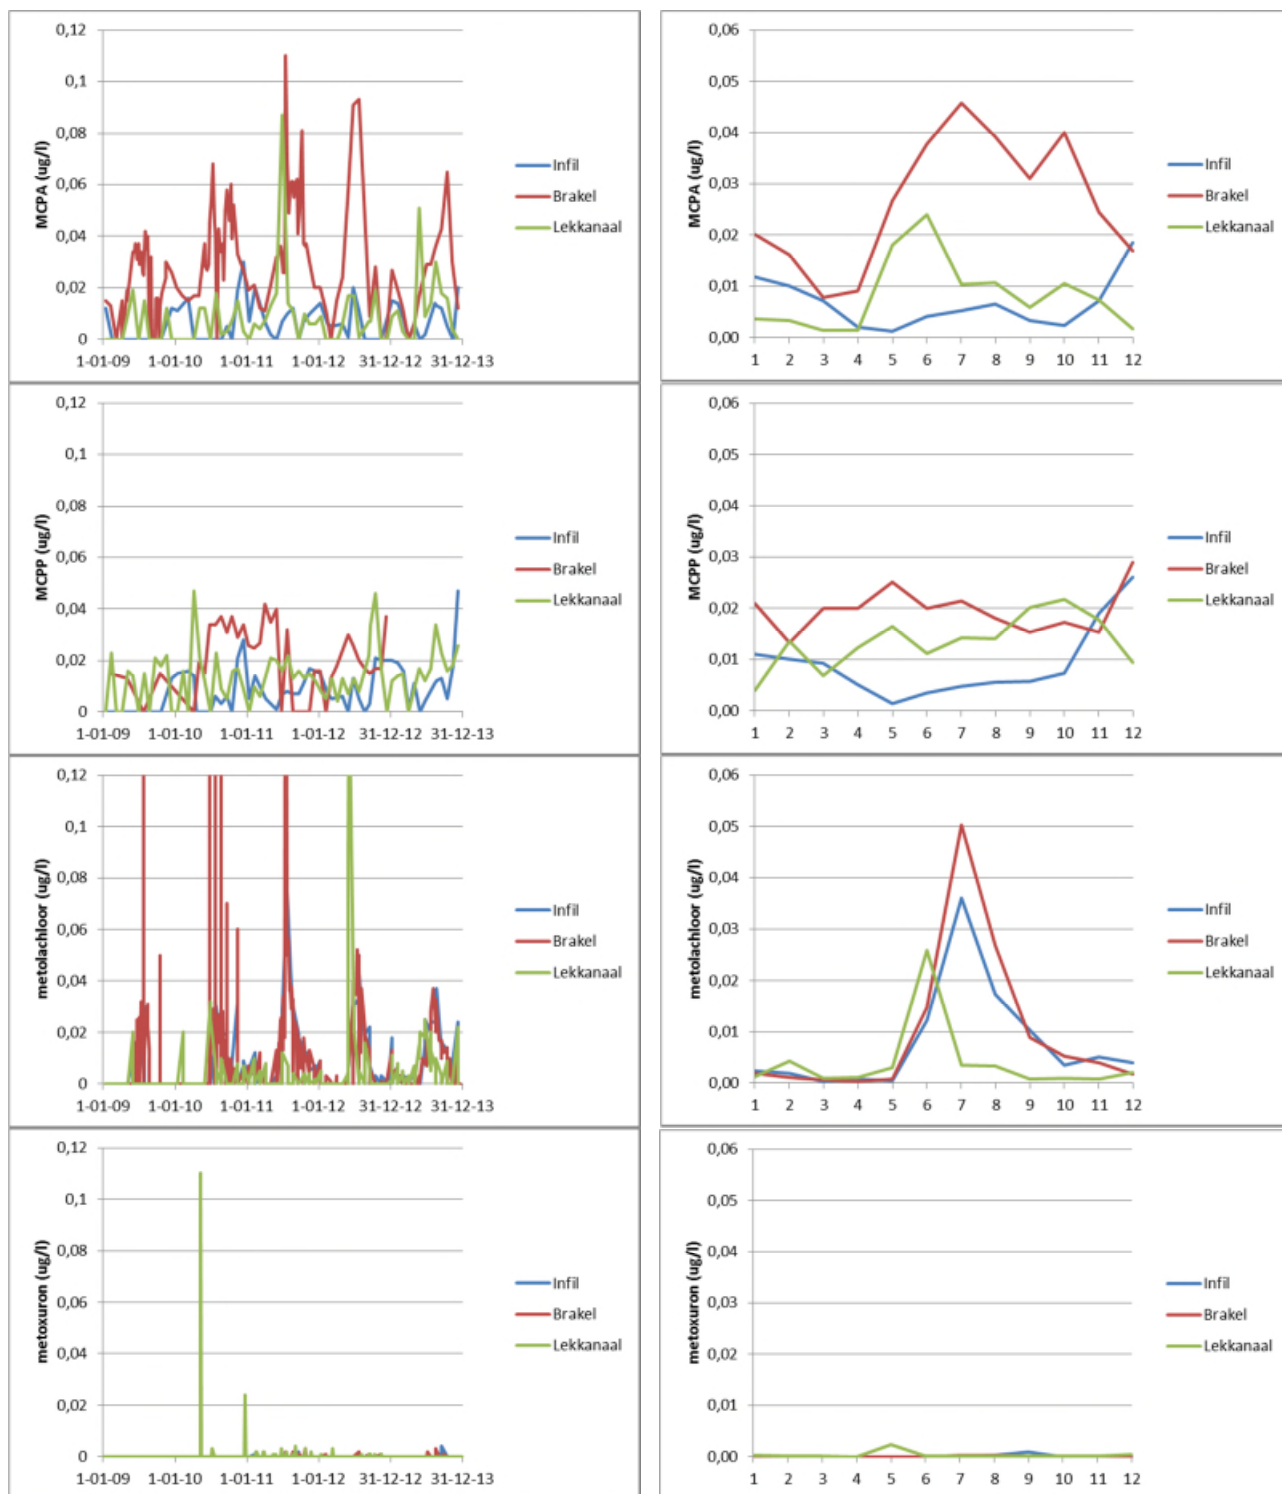 0,12
0,1
0,08
0,06
0,04
0,02
0
MCPA (ug/l)
1-01-09 1-01-10 1-01-11 1-01-12 31-12-12 31-12-13
Infil
Brakel
Lekkanaal
0,06
0,05
0,04
0,03
0,02
0,01
0,00
MCPA (ug/l)
1 2 3 4 5 6 7 8 9 10 11 12
Infil
Brakel
Lekkanaal
0,12
0,1
0,08
0,06
0,04
0,02
0
MCPP (ug/l)
1-01-09 1-01-10 1-01-11 1-01-12 31-12-12 31-12-13
Infil
Brakel
Lekkanaal
0,06
0,05
0,04
0,03
0,02
0,01
0,00
MCPP (ug/l)
1 2 3 4 5 6 7 8 9 10 11 12
Infil
Brakel
Lekkanaal
0,12
0,1
0,08
0,06
0,04
0,02
0
metolachloor (ug/l)
1-01-09 1-01-10 1-01-11 1-01-12 31-12-12 31-12-13
Infil
Brakel
Lekkanaal
0,06
0,05
0,04
0,03
0,02
0,01
0,00
metolachloor (ug/l)
1 2 3 4 5 6 7 8 9 10 11 12
Infil
Brakel
Lekkanaal
0,12
0,1
0,08
0,06
0,04
0,02
0
metoxuron (ug/l)
1-01-09 1-01-10 1-01-11 1-01-12 31-12-12 31-12-13
Infil
Brakel
Lekkanaal
0,06
0,05
0,04
0,03
0,02
0,01
0,00
metoxuron (ug/l)
1 2 3 4 5 6 7 8 9 10 11 12
Infil
Brakel
Lekkanaal